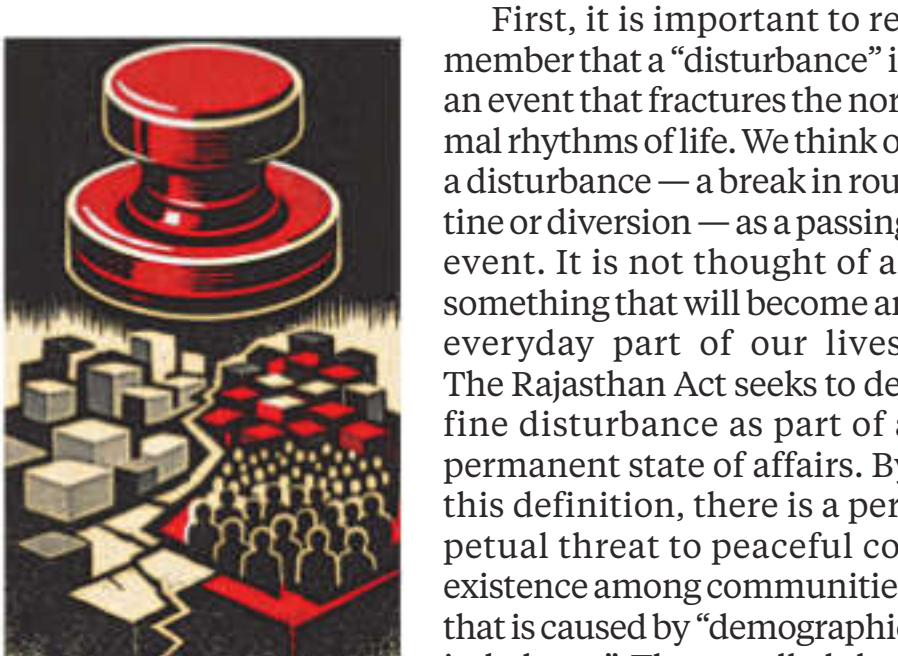 First, it is important to re
member that a “disturbance” i
an event that fractures the nor
mal rhythms of life. We think o
a disturbance — a break in rou
tine or diversion — as a passing
event. It is not thought of a
something that will become an
everyday part of our lives
The Rajasthan Act seeks to de
fine disturbance as part of a
permanent state of affairs. By
this definition, there is a per
petual threat to peaceful co
existence among communitie
that is caused by “demographic